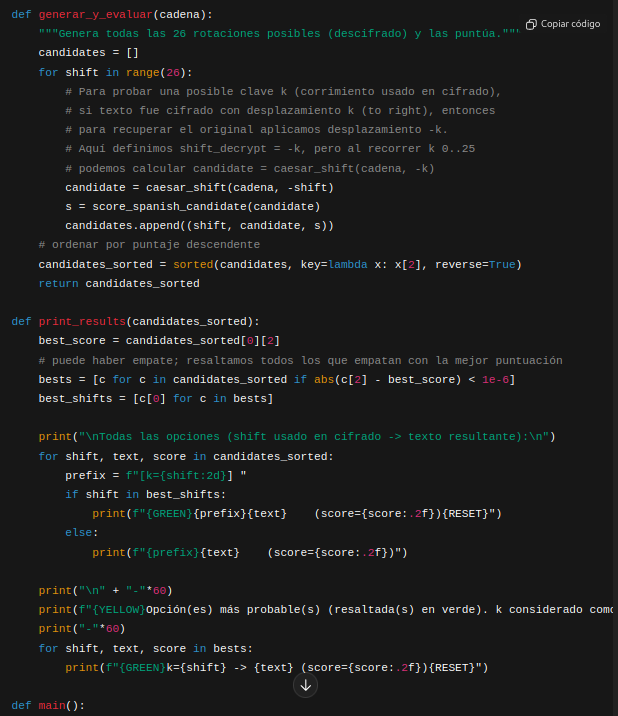 def generar_y_evaluar(cadena):
Copiar código
    """Genera todas las 26 rotaciones posibles (descifrado) y las puntúa."""
    candidates = []
    for shift in range(26):
        # Para probar una posible clave k (corrimiento usado en cifrado),
        # si texto fue cifrado con desplazamiento k (to right), entonces
        # para recuperar el original aplicamos desplazamiento -k.
        # Aquí definimos shift_decrypt = -k, pero al recorrer k 0..25
        # podemos calcular candidate = caesar_shift(cadena, -k)
        candidate = caesar_shift(cadena, -shift)
        s = score_spanish_candidate(candidate)
        candidates.append((shift, candidate, s))
    # ordenar por puntaje descendente
    candidates_sorted = sorted(candidates, key=lambda x: x[2], reverse=True)
    return candidates_sorted

def print_results(candidates_sorted):
    best_score = candidates_sorted[0][2]
    # puede haber empate; resaltamos todos los que empatan con la mejor puntuación
    bests = [c for c in candidates_sorted if abs(c[2] - best_score) < 1e-6]
    best_shifts = [c[0] for c in bests]

    print("\nTodas las opciones (shift usado en cifrado -> texto resultante):\n")
    for shift, text, score in candidates_sorted:
        prefix = f"[k={shift:2d}] "
        if shift in best_shifts:
            print(f"{GREEN}{prefix}{text}    (score={score:.2f}){RESET}")
        else:
            print(f"{prefix}{text}    (score={score:.2f})")

    print("\n" + "-"*60)
    print(f"{YELLOW}Opción(es) más probable(s) (resaltada(s) en verde). k considerado como
    print("-"*60)
    for shift, text, score in bests:
        print(f"{GREEN}k={shift} -> {text} (score={score:.2f}){RESET}")

def main():